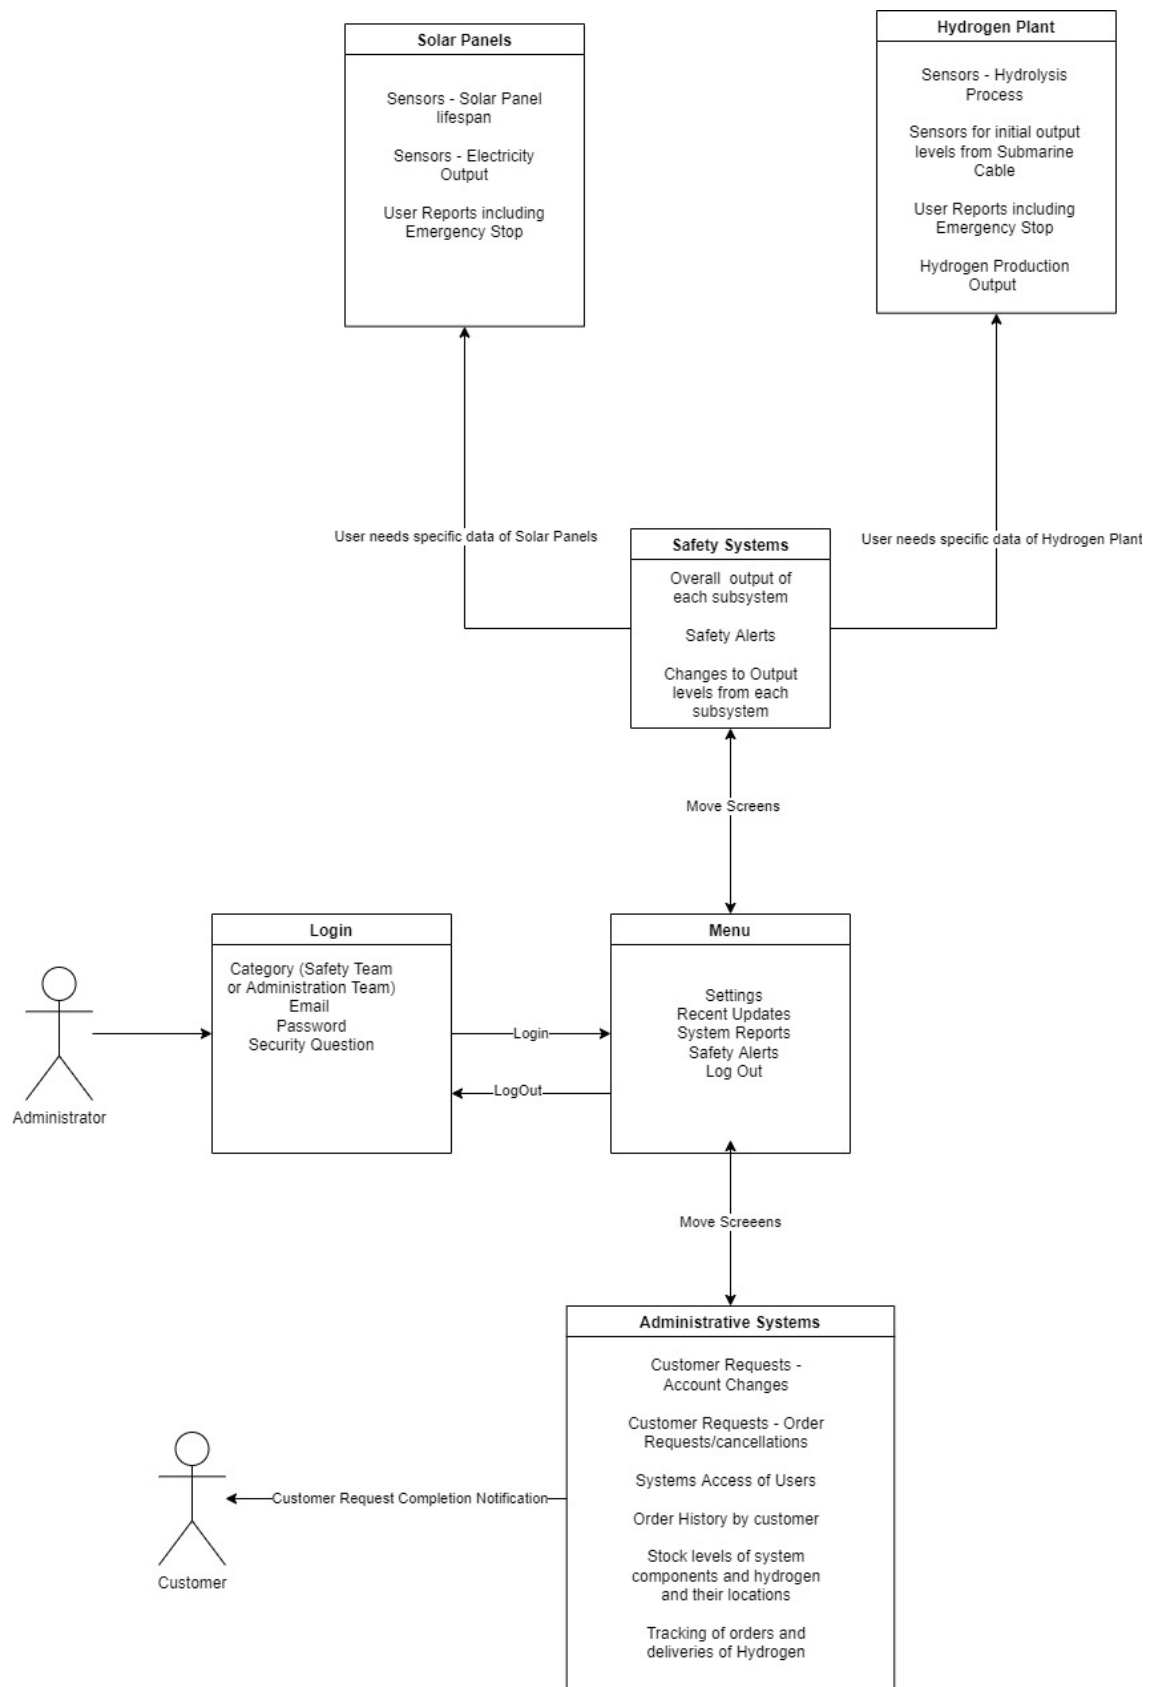 Solar Panels
Sensors - Solar Panel
lifespan
Sensors - Electricity
Output
User Reports including
Emergency Stop
Hydrogen Plant
Sensors - Hydrolysis
Process
Sensors for initial output
levels from Submarine
Cable
User Reports including
Emergency Stop
Hydrogen Production
Output
User needs specific data of Solar Panels
User needs specific data of Hydrogen Plant
Safety Systems
Overall output of
each subsystem
Safety Alerts
Changes to Output
levels from each
subsystem
Move Screens
Login
Category (Safety Team
or Administration Team)
Email
Password
Security Question
Administrator
Login
LogOut
Menu
Settings
Recent Updates
System Reports
Safety Alerts
Log Out
Move Screeens
Administrative Systems
Customer Requests -
Account Changes
Customer Requests - Order
Requests/cancellations
Systems Access of Users
Order History by customer
Stock levels of system
components and hydrogen
and their locations
Tracking of orders and
deliveries of Hydrogen
Customer Request Completion Notification
Customer